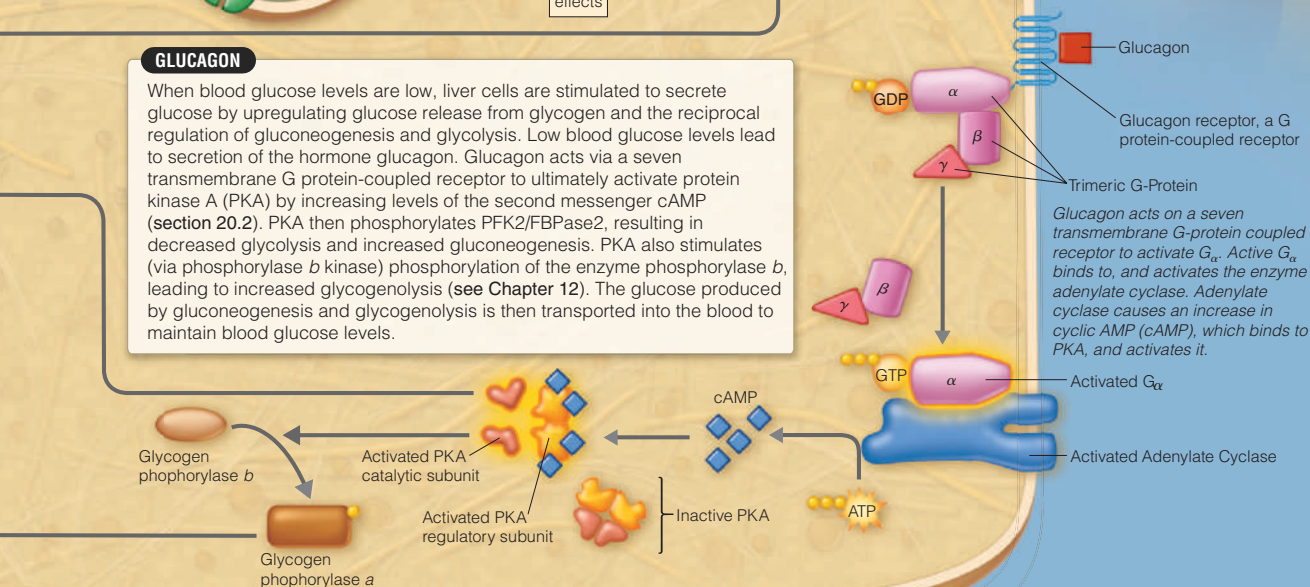 effects
GLUCAGON
When blood glucose levels are low, liver cells are stimulated to secrete
glucose by upregulating glucose release from glycogen and the reciprocal
regulation of gluconeogenesis and glycolysis. Low blood glucose levels lead
to secretion of the hormone glucagon. Glucagon acts via a seven
transmembrane G protein-coupled receptor to ultimately activate protein
kinase A (PKA) by increasing levels of the second messenger cAMP
(section 20.2). PKA then phosphorylates PFK2/FBPase2, resulting in
decreased glycolysis and increased gluconeogenesis. PKA also stimulates
(via phosphorylase b kinase) phosphorylation of the enzyme phosphorylase b,
leading to increased glycogenolysis (see Chapter 12). The glucose produced
by gluconeogenesis and glycogenolysis is then transported into the blood to
maintain blood glucose levels.
Glucagon
GDP
α
Glucagon receptor, a G
protein-coupled receptor
β
γ
Trimeric G-Protein
Glucagon acts on a seven
transmembrane G-protein coupled
receptor to activate Gα. Active Gα
binds to, and activates the enzyme
adenylate cyclase. Adenylate
cyclase causes an increase in
cyclic AMP (cAMP), which binds to
PKA, and activates it.
β
γ
GTP
α
Activated Gα
cAMP
Activated Adenylate Cyclase
ATP
Glycogen
phophorylase b
Activated PKA
catalytic subunit
Activated PKA
regulatory subunit
Inactive PKA
Glycogen
phophorylase a